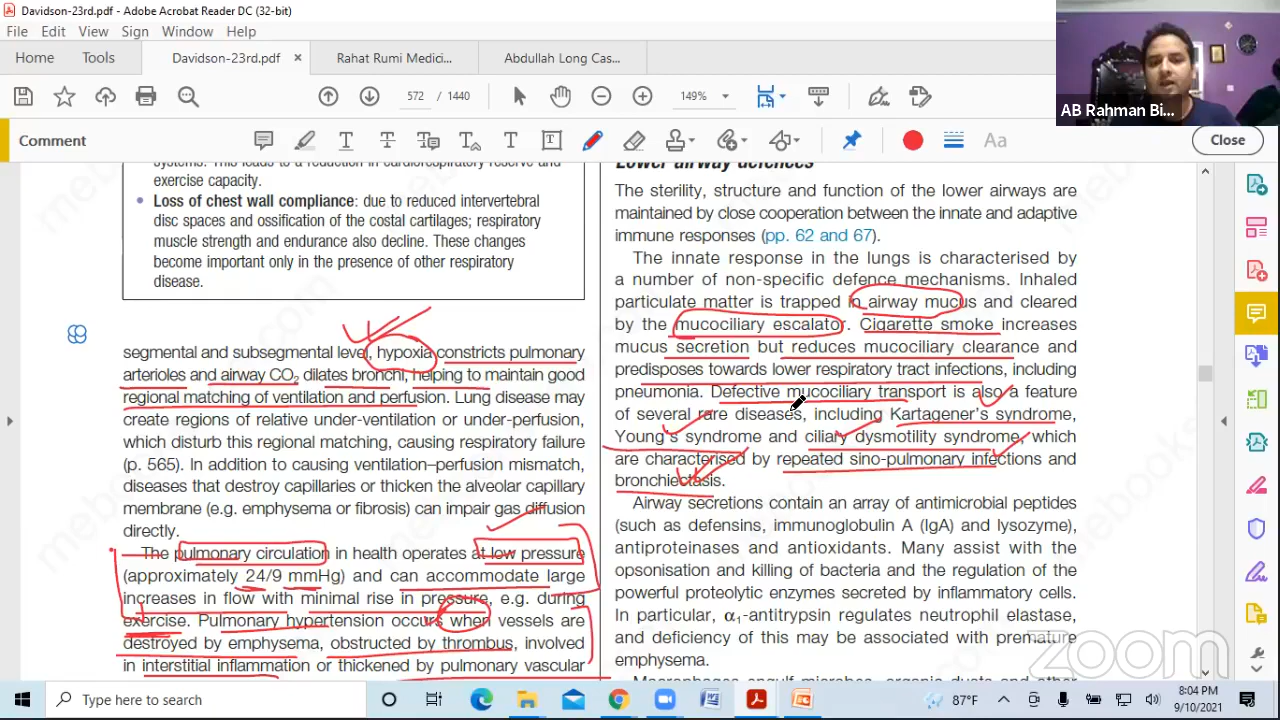 Davidson-23rd.pdf - Adobe Acrobat Reader DC (32-bit)
File Edit View Sign Window Help
Home Tools Davidson-23rd.pdf × Rahat Rumi Medici... Abdullah Long Cas...
572 / 1440 149%
AB Rahman Bi...
Comment
Aa
Close
systems. This leads to a reduction in cardiorespiratory reserve and
exercise capacity.
• Loss of chest wall compliance: due to reduced intervertebral
disc spaces and ossification of the costal cartilages; respiratory
muscle strength and endurance also decline. These changes
become important only in the presence of other respiratory
disease.
segmental and subsegmental level, hypoxia constricts pulmonary
arterioles and airway CO2 dilates bronchi, helping to maintain good
regional matching of ventilation and perfusion. Lung disease may
create regions of relative under-ventilation or under-perfusion,
which disturb this regional matching, causing respiratory failure
(p. 565). In addition to causing ventilation–perfusion mismatch,
diseases that destroy capillaries or thicken the alveolar capillary
membrane (e.g. emphysema or fibrosis) can impair gas diffusion
directly.
The pulmonary circulation in health operates at low pressure
(approximately 24/9 mmHg) and can accommodate large
increases in flow with minimal rise in pressure, e.g. during
exercise. Pulmonary hypertension occurs when vessels are
destroyed by emphysema, obstructed by thrombus, involved
in interstitial inflammation or thickened by pulmonary vascular
Lower airway defences
The sterility, structure and function of the lower airways are
maintained by close cooperation between the innate and adaptive
immune responses (pp. 62 and 67).
The innate response in the lungs is characterised by
a number of non-specific defence mechanisms. Inhaled
particulate matter is trapped in airway mucus and cleared
by the mucociliary escalator. Cigarette smoke increases
mucus secretion but reduces mucociliary clearance and
predisposes towards lower respiratory tract infections, including
pneumonia. Defective mucociliary transport is also a feature
of several rare diseases, including Kartagener's syndrome,
Young's syndrome and ciliary dysmotility syndrome, which
are characterised by repeated sino-pulmonary infections and
bronchiectasis.
Airway secretions contain an array of antimicrobial peptides
(such as defensins, immunoglobulin A (IgA) and lysozyme),
antiproteinases and antioxidants. Many assist with the
opsonisation and killing of bacteria and the regulation of the
powerful proteolytic enzymes secreted by inflammatory cells.
In particular, α1-antitrypsin regulates neutrophil elastase,
and deficiency of this may be associated with premature
emphysema.
Macrophages engulf microbes, organic dusts and other
zoom
Type here to search
87°F
8:04 PM
9/10/2021